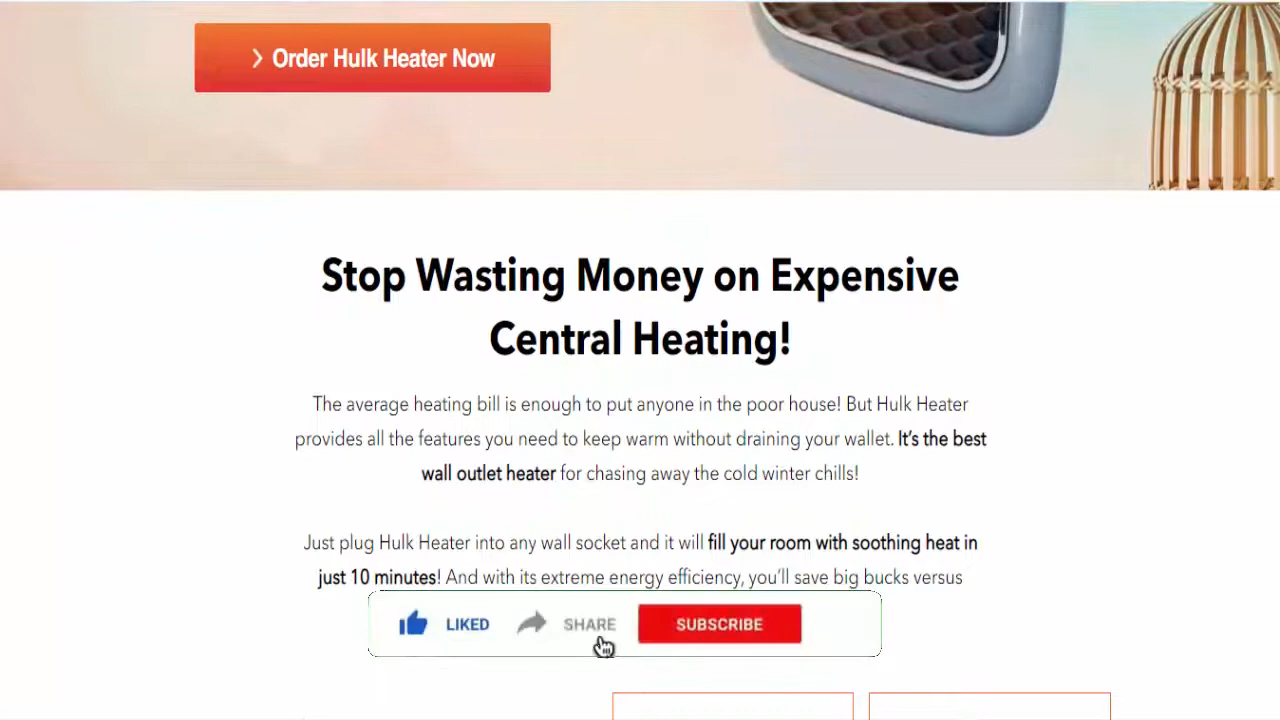 Order Hulk Heater Now
Stop Wasting Money on Expensive
Central Heating!
The average heating bill is enough to put anyone in the poor house! But Hulk Heater
provides all the features you need to keep warm without draining your wallet. It's the best
wall outlet heater for chasing away the cold winter chills!
Just plug Hulk Heater into any wall socket and it will fill your room with soothing heat in
just 10 minutes! And with its extreme energy efficiency, you'll save big bucks versus
LIKED SHARE SUBSCRIBE